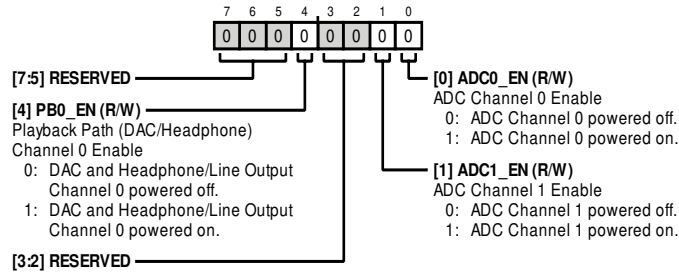 7 6 5 4 3 2 1 0
0 0 0 0 0 0 0 0
[7:5] RESERVED
[4] PB0_EN (R/W)
Playback Path (DAC/Headphone)
Channel 0 Enable
0: DAC and Headphone/Line Output
Channel 0 powered off.
1: DAC and Headphone/Line Output
Channel 0 powered on.
[3:2] RESERVED
[0] ADC0_EN (R/W)
ADC Channel 0 Enable
0: ADC Channel 0 powered off.
1: ADC Channel 0 powered on.
[1] ADC1_EN (R/W)
ADC Channel 1 Enable
0: ADC Channel 1 powered off.
1: ADC Channel 1 powered on.